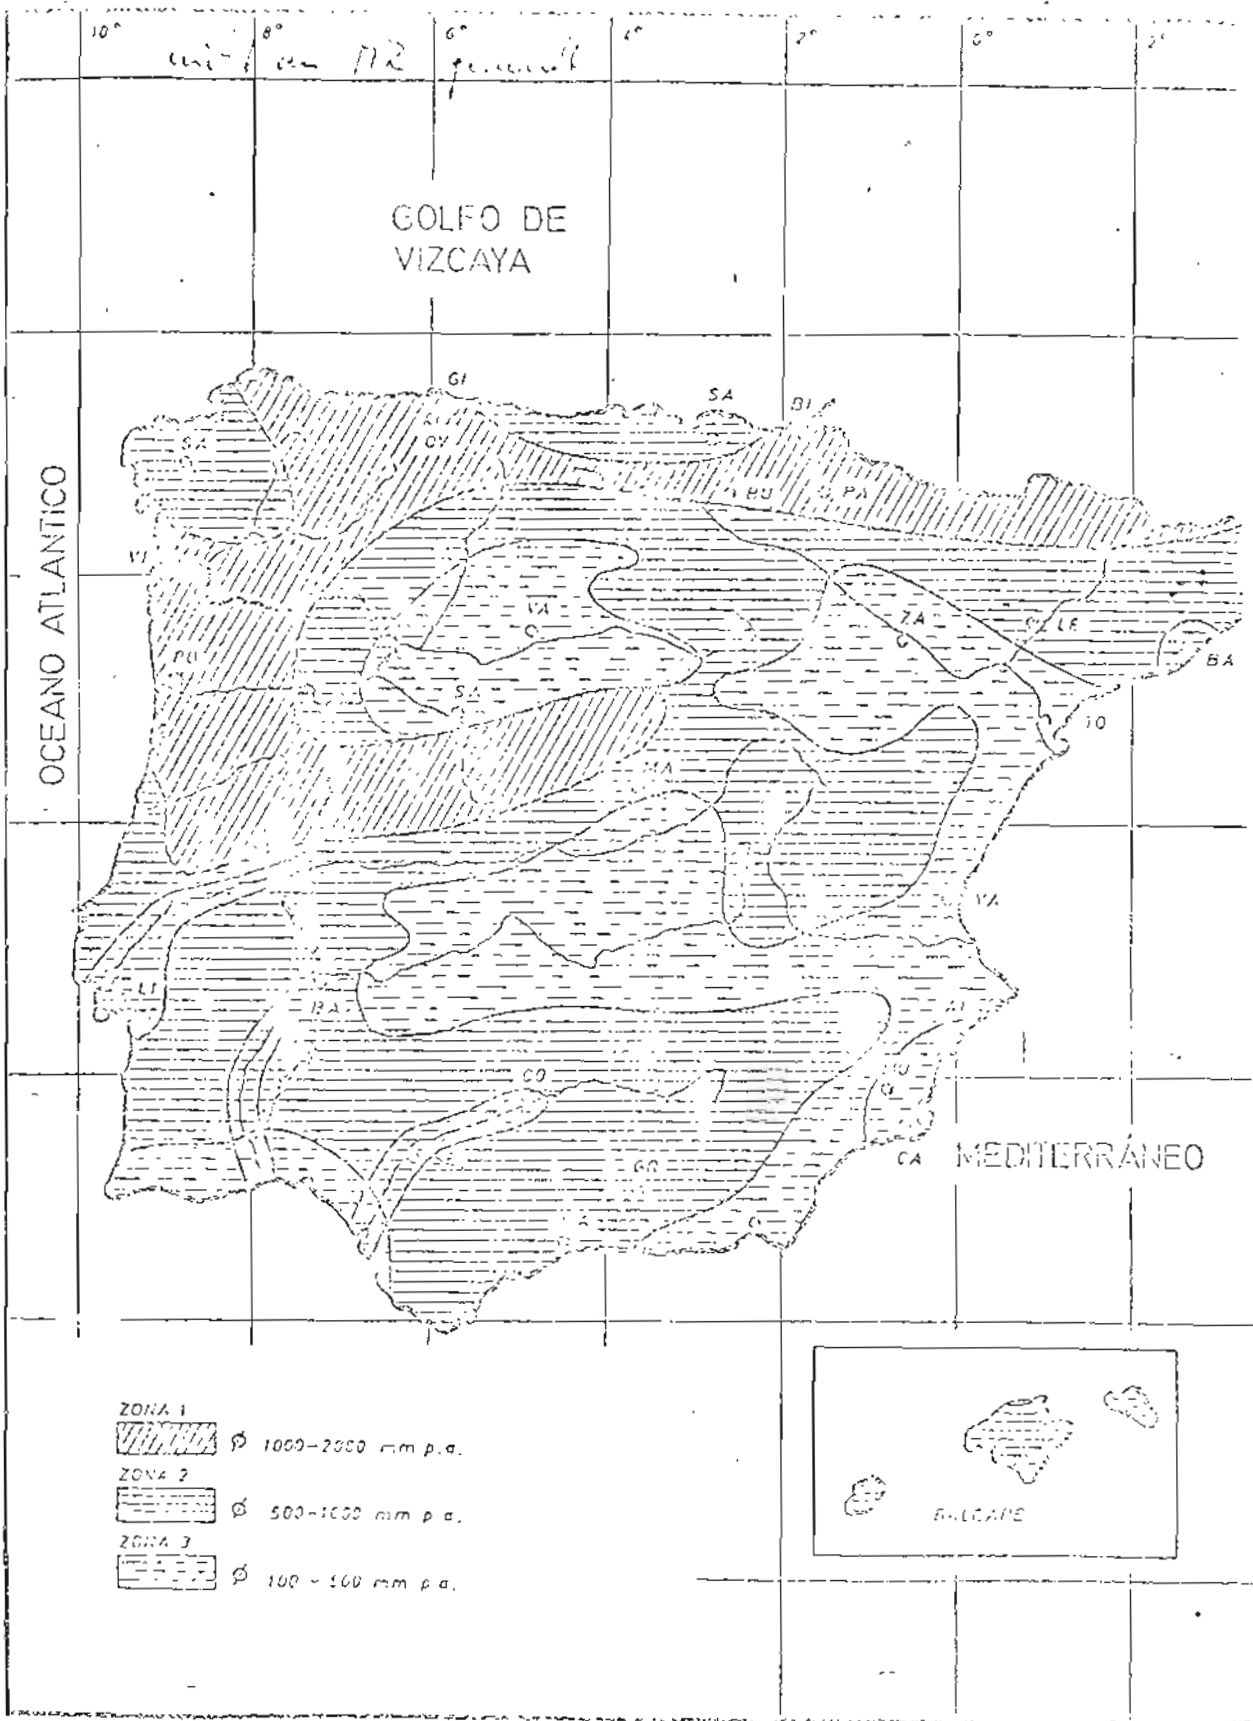 10° 8° 6° 4° 2° 0° 2°
GOLFO DE
VIZCAYA
GI
SA
BI
SA
OV
BU
PA
OCEANO ATLANTICO
VI
VA
ZA
LE
BA
PO
SA
TO
MA
VA
LI
BA
AL
CO
MU
GR
CA
MEDITERRÁNEO
ZONA 1
Ø 1000-2000 mm p.a.
ZONA 2
Ø 500-1000 mm p.a.
ZONA 3
Ø 100 - 500 mm p.a.
BALEARE